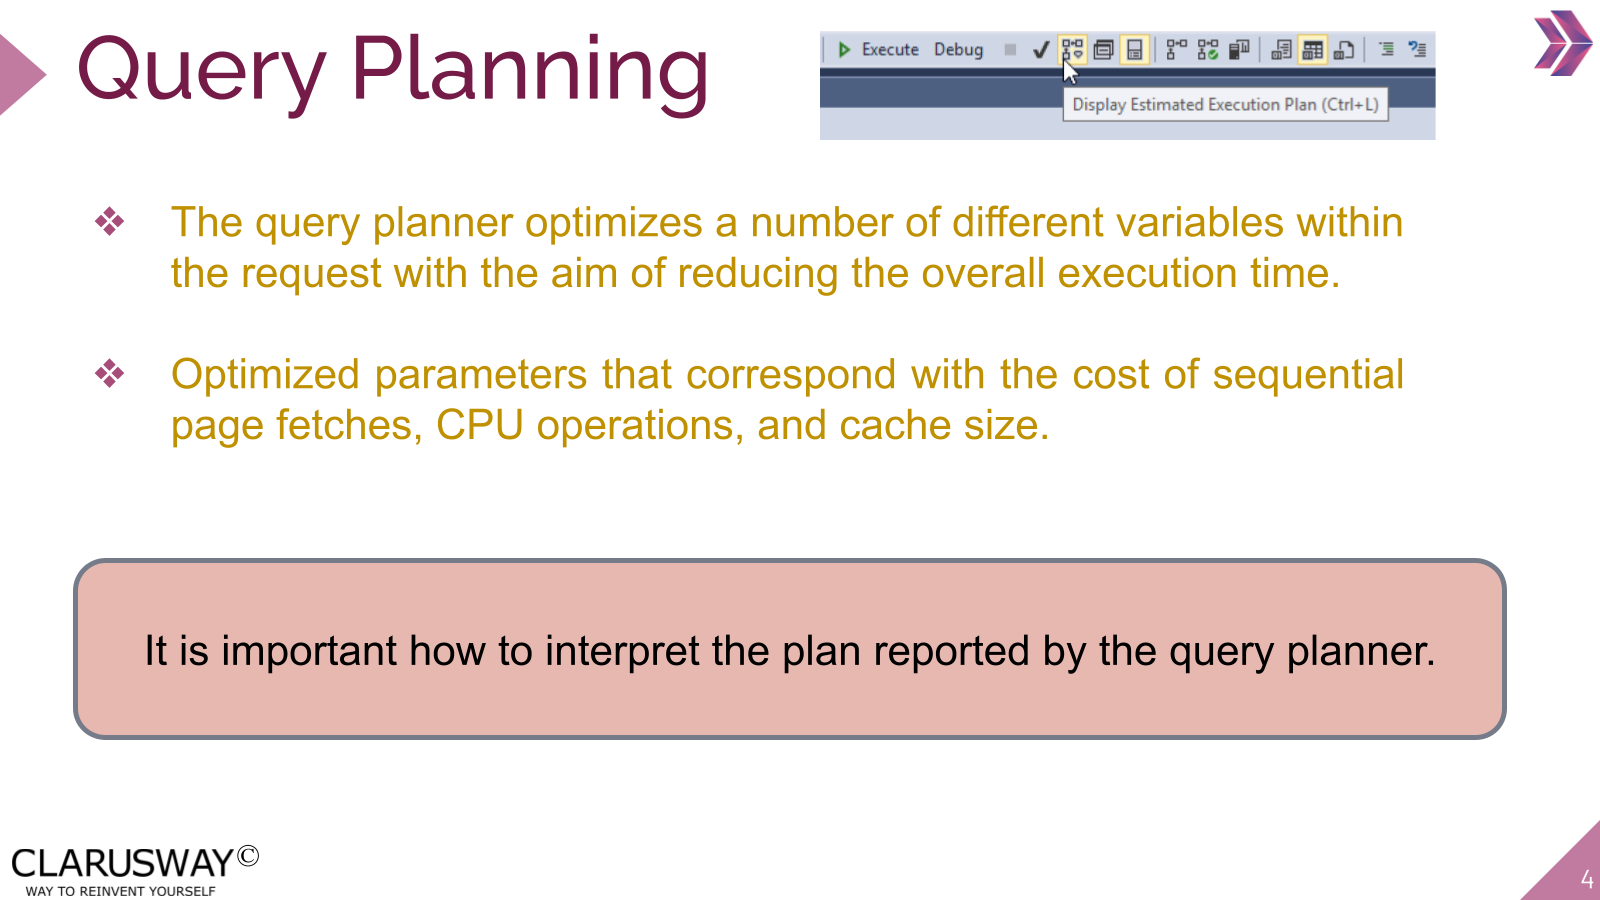 Query Planning
Execute Debug
Display Estimated Execution Plan (Ctrl+L)
The query planner optimizes a number of different variables within
the request with the aim of reducing the overall execution time.
Optimized parameters that correspond with the cost of sequential
page fetches, CPU operations, and cache size.
It is important how to interpret the plan reported by the query planner.
CLARUSWAY©
WAY TO REINVENT YOURSELF
4